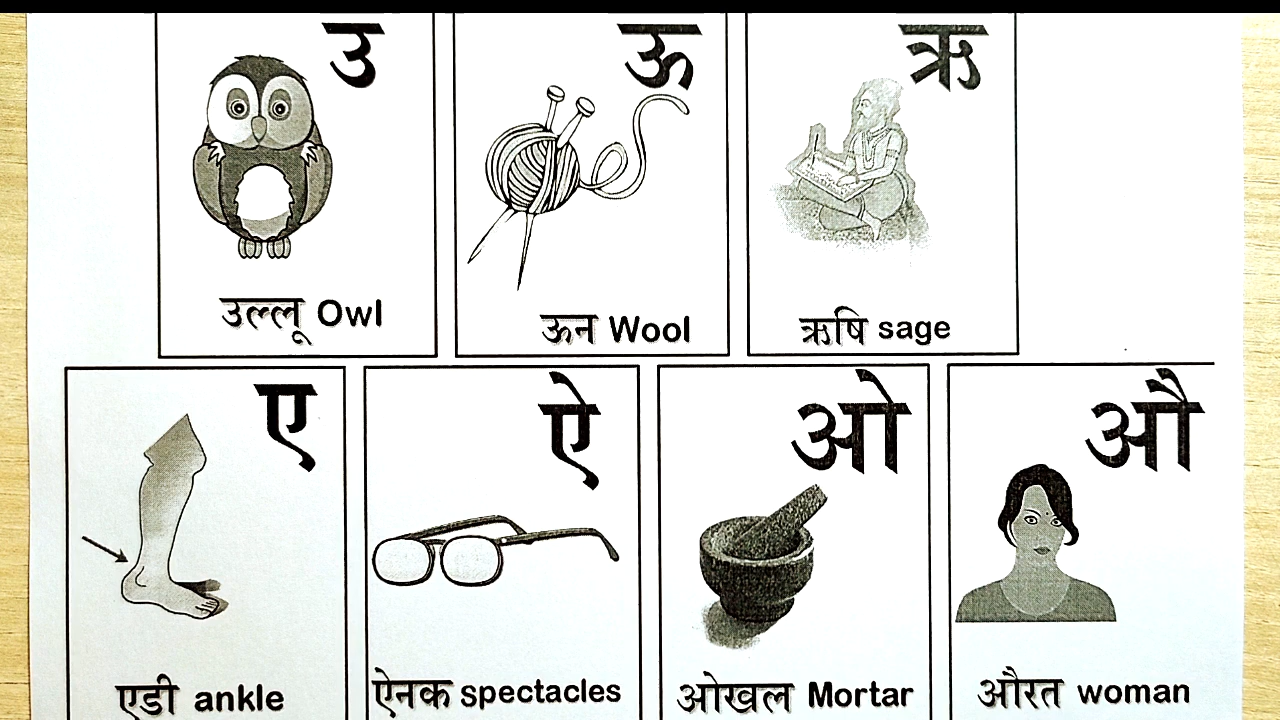 उ
उल्लू Owl
ऊ
ऊन Wool
ऋ
ऋषि sage
ए
एडी ankle
ऐ
ऐनक spectacles
ओ
ओखल Mortar
औ
औरत woman